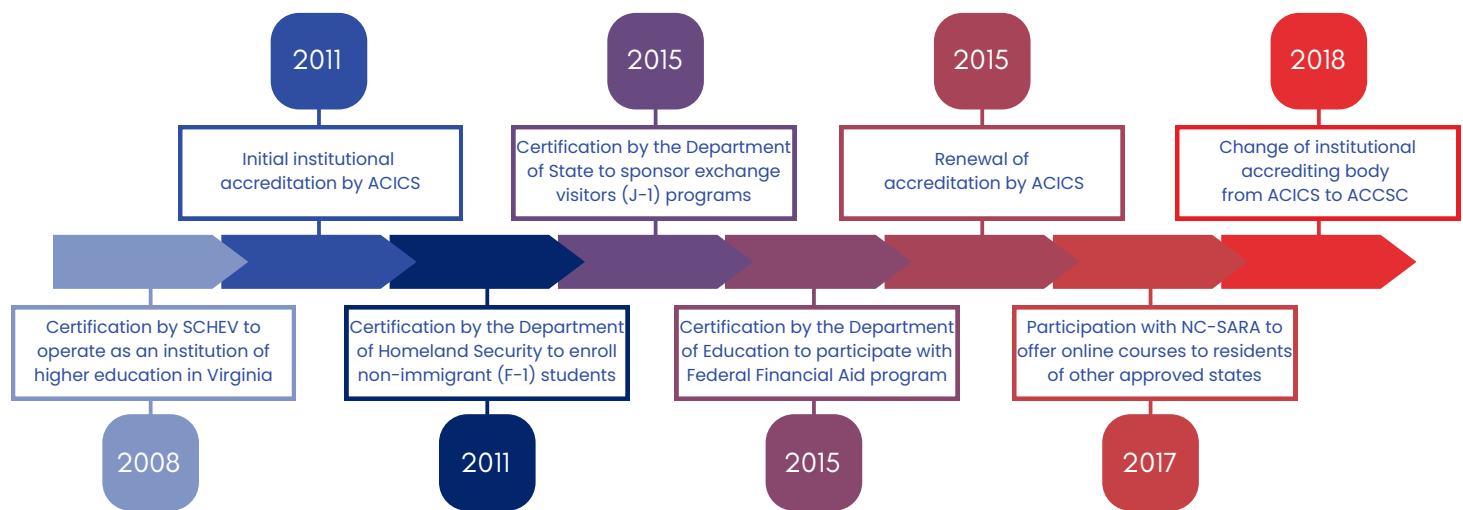 2011
Initial institutional
accreditation by ACICS
2015
Certification by the Department
of State to sponsor exchange
visitors (J-1) programs
2015
Renewal of
accreditation by ACICS
2018
Change of institutional
accrediting body
from ACICS to ACCSC
Certification by SCHEV to
operate as an institution of
higher education in Virginia
2008
Certification by the Department
of Homeland Security to enroll
non-immigrant (F-1) students
2011
Certification by the Department
of Education to participate with
Federal Financial Aid program
2015
Participation with NC-SARA to
offer online courses to residents
of other approved states
2017